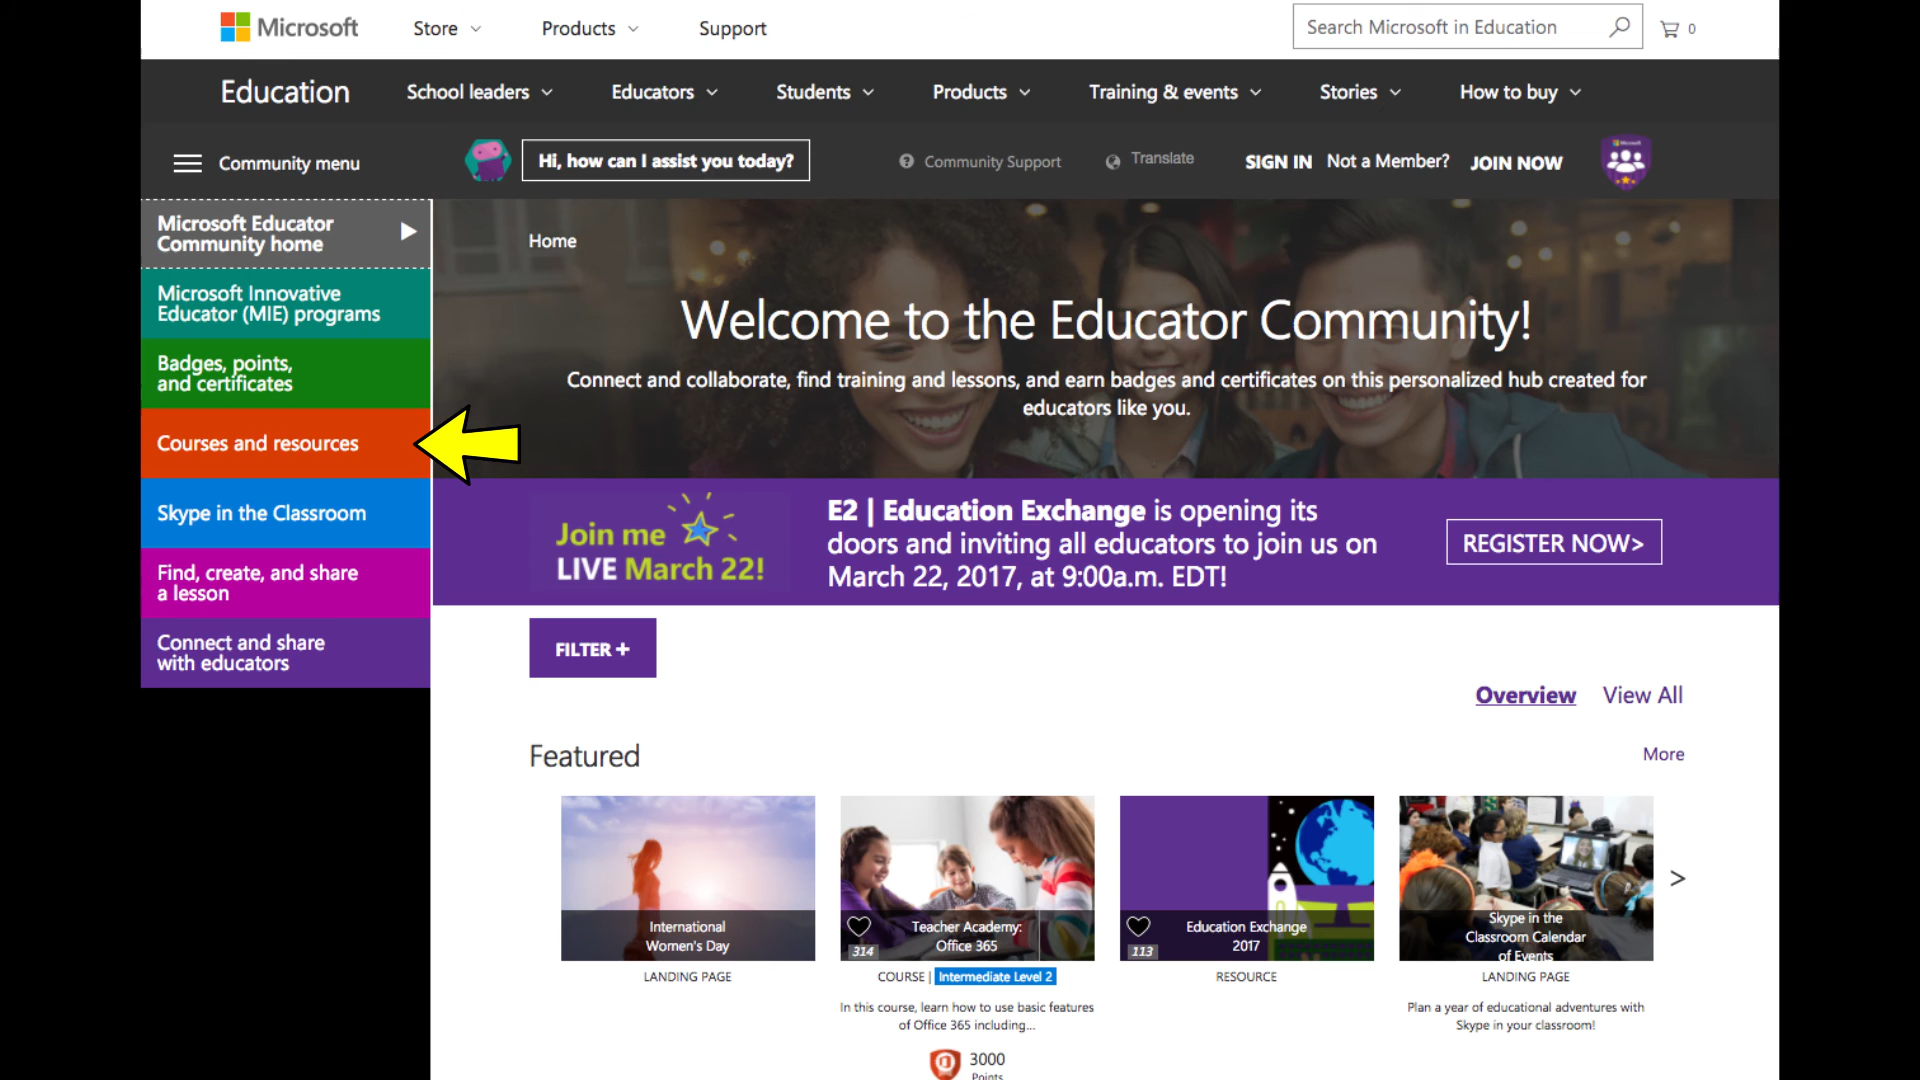 Microsoft
Store
Products
Support
Search Microsoft in Education
0
Education
School leaders
Educators
Students
Products
Training & events
Stories
How to buy
Community menu
Hi, how can I assist you today?
Community Support
Translate
SIGN IN
Not a Member?
JOIN NOW
Microsoft Educator
Community home
Microsoft Innovative
Educator (MIE) programs
Badges, points,
and certificates
Courses and resources
Skype in the Classroom
Find, create, and share
a lesson
Connect and share
with educators
Home
Welcome to the Educator Community!
Connect and collaborate, find training and lessons, and earn badges and certificates on this personalized hub created for
educators like you.
Join me
LIVE March 22!
E2 | Education Exchange is opening its
doors and inviting all educators to join us on
March 22, 2017, at 9:00a.m. EDT!
REGISTER NOW>
FILTER +
Overview
View All
Featured
More
International
Women's Day
LANDING PAGE
314
Teacher Academy:
Office 365
COURSE | Intermediate Level 2
In this course, learn how to use basic features
of Office 365 including...
3000
Points
113
Education Exchange
2017
RESOURCE
Skype in the
Classroom Calendar
of Events
LANDING PAGE
Plan a year of educational adventures with
Skype in your classroom!
>